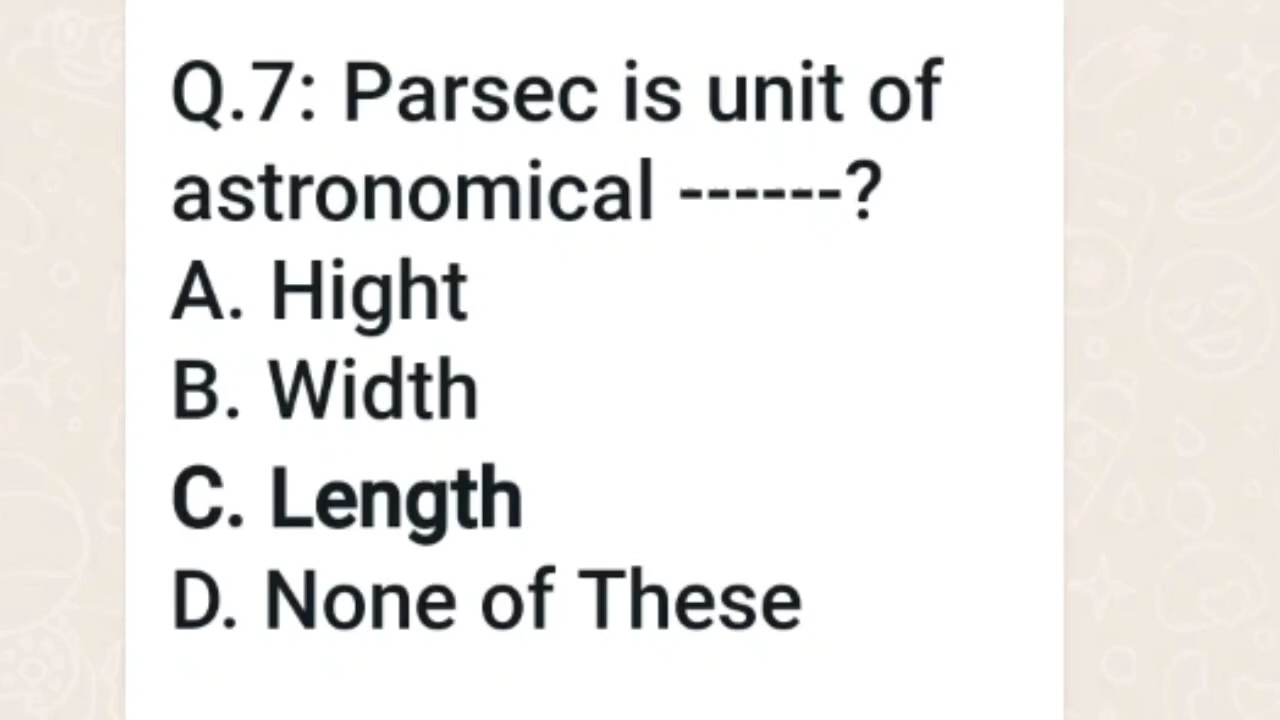 Q.7: Parsec is unit of
astronomical ------?
A. Hight
B. Width
C. Length
D. None of These